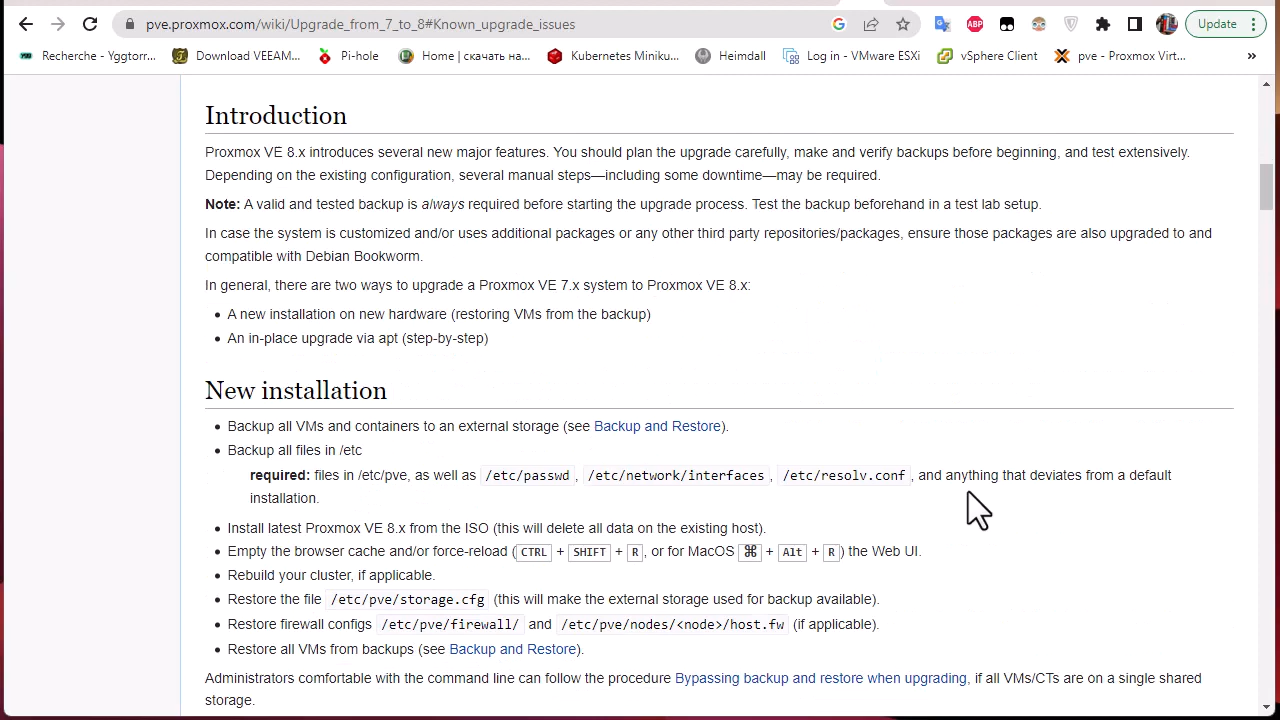 pve.proxmox.com/wiki/Upgrade_from_7_to_8#Known_upgrade_issues
ABP
Update
Recherche - Yggtorr...
Download VEEAM...
Pi-hole
Home | скачать на...
Kubernetes Miniku...
Heimdall
Log in - VMware ESXi
vSphere Client
pve - Proxmox Virt...
»
Introduction
Proxmox VE 8.x introduces several new major features. You should plan the upgrade carefully, make and verify backups before beginning, and test extensively.
Depending on the existing configuration, several manual steps—including some downtime—may be required.
Note: A valid and tested backup is always required before starting the upgrade process. Test the backup beforehand in a test lab setup.
In case the system is customized and/or uses additional packages or any other third party repositories/packages, ensure those packages are also upgraded to and
compatible with Debian Bookworm.
In general, there are two ways to upgrade a Proxmox VE 7.x system to Proxmox VE 8.x:
• A new installation on new hardware (restoring VMs from the backup)
• An in-place upgrade via apt (step-by-step)
New installation
• Backup all VMs and containers to an external storage (see Backup and Restore).
• Backup all files in /etc
required: files in /etc/pve, as well as /etc/passwd , /etc/network/interfaces , /etc/resolv.conf , and anything that deviates from a default
installation.
• Install latest Proxmox VE 8.x from the ISO (this will delete all data on the existing host).
• Empty the browser cache and/or force-reload (CTRL + SHIFT + R, or for MacOS ⌘ + Alt + R) the Web UI.
• Rebuild your cluster, if applicable.
• Restore the file /etc/pve/storage.cfg (this will make the external storage used for backup available).
• Restore firewall configs /etc/pve/firewall/ and /etc/pve/nodes/<node>/host.fw (if applicable).
• Restore all VMs from backups (see Backup and Restore).
Administrators comfortable with the command line can follow the procedure Bypassing backup and restore when upgrading, if all VMs/CTs are on a single shared
storage.